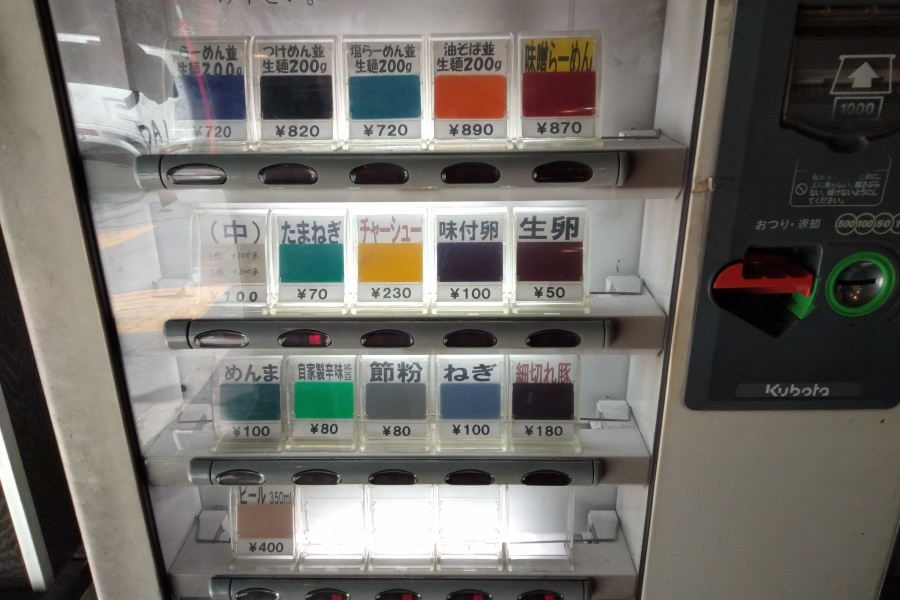 らーめん並
生麺200g
¥720
つけめん並
生麺200g
¥820
塩らーめん並
生麺200g
¥720
油そば並
生麺200g
¥890
味噌らーめん
¥870
1000
おつり・返却
500 100 50
(中)
¥100
たまねぎ
¥70
チャーシュー
¥230
味付卵
¥100
生卵
¥50
めんま
¥100
自家製辛味噌
¥80
節粉
¥80
ねぎ
¥100
細切れ豚
¥180
Kubota
ビール 350ml
¥400